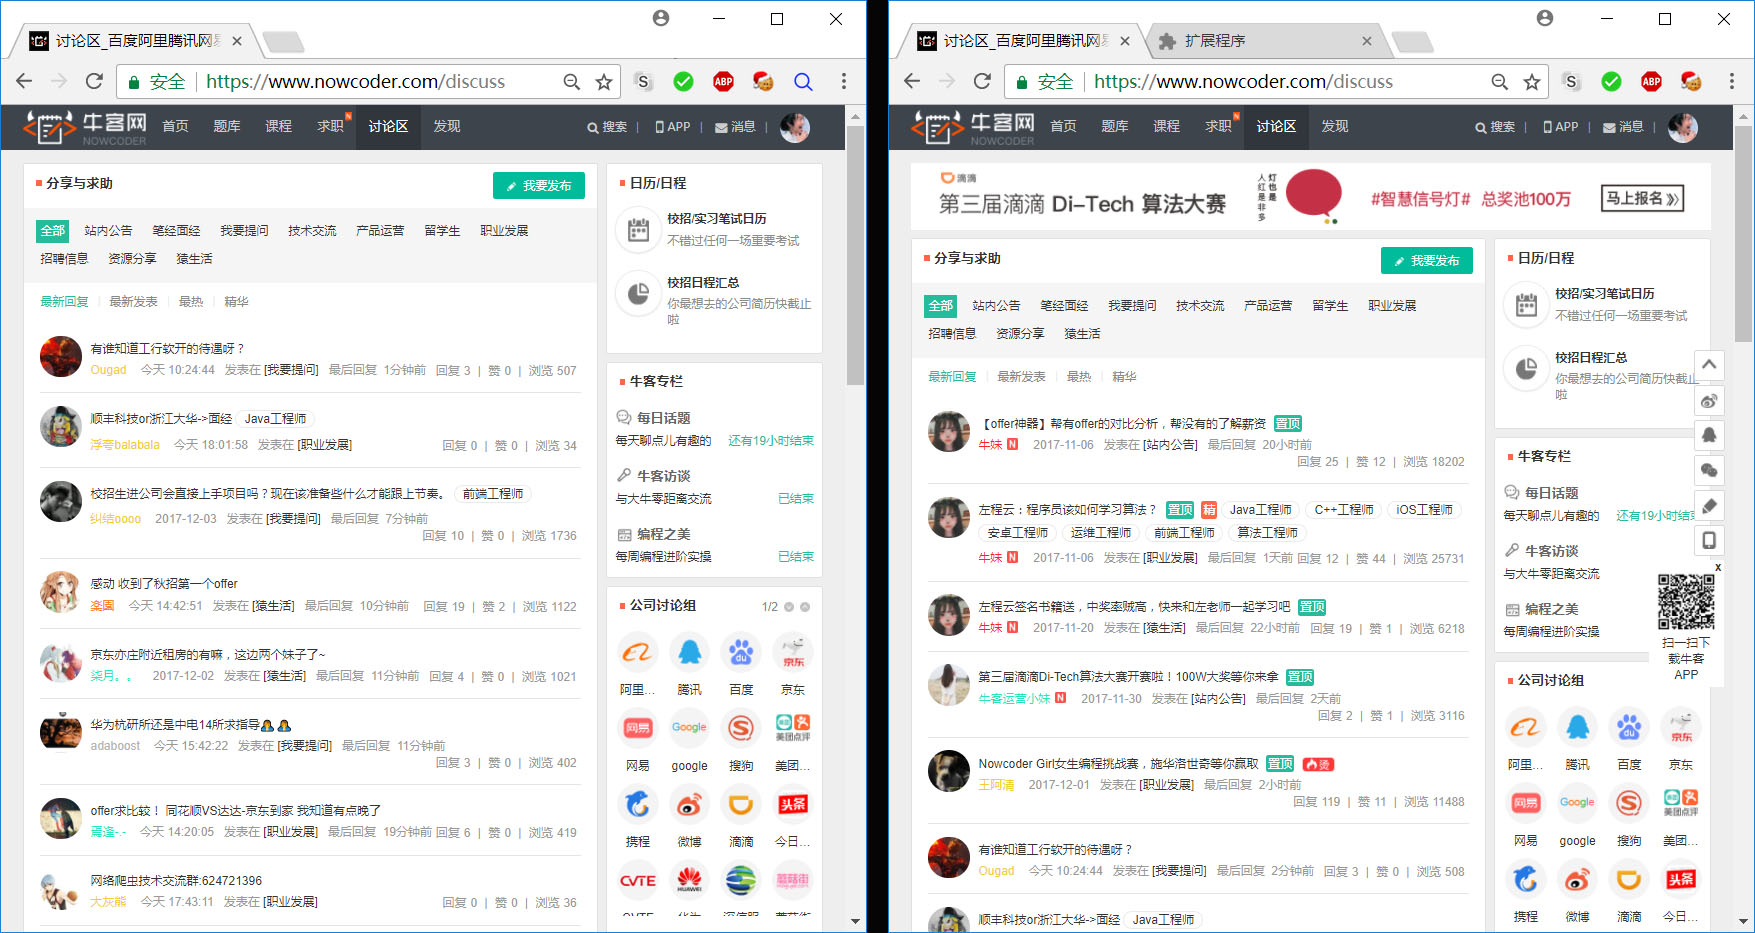 讨论区_百度阿里腾讯网易
安全 https://www.nowcoder.com/discuss
ABP
牛客网 NOWCODER 首页 题库 课程 求职 N 讨论区 发现 搜索 | APP | 消息 |
分享与求助 我要发布
全部 站内公告 笔经面经 我要提问 技术交流 产品运营 留学生 职业发展
招聘信息 资源分享 猿生活
最新回复 最新发表 最热 精华
有谁知道工行软开的待遇呀？
Ougad 今天 10:24:44 发表在 [我要提问] 最后回复 1分钟前 回复 3 | 赞 0 | 浏览 507
顺丰科技or浙江大华->面经 Java工程师
浮夸balabala 今天 18:01:58 发表在 [职业发展] 回复 0 | 赞 0 | 浏览 34
校招生进公司会直接上手项目吗？现在该准备些什么才能跟上节奏。 前端工程师
纠结oooo 2017-12-03 发表在 [我要提问] 最后回复 7分钟前
回复 10 | 赞 0 | 浏览 1736
感动 收到了秋招第一个offer
楽園 今天 14:42:51 发表在 [猿生活] 最后回复 10分钟前 回复 19 | 赞 2 | 浏览 1122
京东亦庄附近租房的有嘛，这边两个妹子了~
柒月。。 2017-12-02 发表在 [猿生活] 最后回复 11分钟前 回复 4 | 赞 0 | 浏览 1021
华为杭研所还是中电14所求指导
adaboost 今天 15:42:22 发表在 [我要提问] 最后回复 11分钟前
回复 3 | 赞 0 | 浏览 402
offer求比较！ 同花顺VS达达-京东到家 我知道有点晚了
今天 14:20:05 发表在 [职业发展] 最后回复 19分钟前 回复 6 | 赞 0 | 浏览 419
网络爬虫技术交流群:624721396
大灰熊 今天 17:43:11 发表在 [职业发展] 回复 0 | 赞 0 | 浏览 36
日历/日程
校招/实习笔试日历
不错过任何一场重要考试
校招日程汇总
你最想去的公司简历快截止
啦
牛客专栏
每日话题
每天聊点儿有趣的 还有19小时结束
牛客访谈
与大牛零距离交流 已结束
编程之美
每周编程进阶实操 已结束
公司讨论组 1/2
du 京东
阿里... 腾讯 百度 京东
网易 Google 美团 美团点评
网易 google 搜狗 美团...
头条
携程 微博 滴滴 今日...
CVTE HUAWEI 蘑菇街
CVTE 华为 深信服 蘑菇街
讨论区_百度阿里腾讯网易 扩展程序
安全 https://www.nowcoder.com/discuss
ABP
牛客网 NOWCODER 首页 题库 课程 求职 N 讨论区 发现 搜索 | APP | 消息 |
滴滴
第三届滴滴 Di-Tech 算法大赛 灯也是人红是非多 #智慧信号灯# 总奖池100万 马上报名》
分享与求助 我要发布
全部 站内公告 笔经面经 我要提问 技术交流 产品运营 留学生 职业发展
招聘信息 资源分享 猿生活
最新回复 最新发表 最热 精华
【offer神器】帮有offer的对比分析，帮没有的了解薪资 置顶
牛妹 N 2017-11-06 发表在 [站内公告] 最后回复 20小时前
回复 25 | 赞 12 | 浏览 18202
左程云：程序员该如何学习算法？ 置顶 精 Java工程师 C++工程师 iOS工程师
安卓工程师 运维工程师 前端工程师 算法工程师
牛妹 N 2017-11-06 发表在 [职业发展] 最后回复 1天前 回复 12 | 赞 44 | 浏览 25731
左程云签名书籍送，中奖率贼高，快来和左老师一起学习吧 置顶
牛妹 N 2017-11-20 发表在 [猿生活] 最后回复 22小时前 回复 19 | 赞 1 | 浏览 6218
第三届滴滴Di-Tech算法大赛开赛啦！100W大奖等你来拿 置顶
牛客运营小妹 N 2017-11-30 发表在 [站内公告] 最后回复 2天前
回复 2 | 赞 1 | 浏览 3116
Nowcoder Girl女生编程挑战赛，施华洛世奇等你赢取 置顶 烫
王阿清 2017-12-01 发表在 [职业发展] 最后回复 2小时前
回复 119 | 赞 11 | 浏览 11488
有谁知道工行软开的待遇呀？
Ougad 今天 10:24:44 发表在 [我要提问] 最后回复 2分钟前 回复 3 | 赞 0 | 浏览 508
顺丰科技or浙江大华->面经 Java工程师
日历/日程
校招/实习笔试日历
不错过任何一场重要考试
校招日程汇总
你最想去的公司简历快截止
啦
牛客专栏
每日话题
每天聊点儿有趣的 还有19小时结束
牛客访谈
与大牛零距离交流
编程之美
每周编程进阶实操
x
扫一扫下
载牛客
APP
公司讨论组
du 京东
阿里... 腾讯 百度 京东
网易 Google 美团 美团点评
网易 google 搜狗 美团...
头条
携程 微博 滴滴 今日...